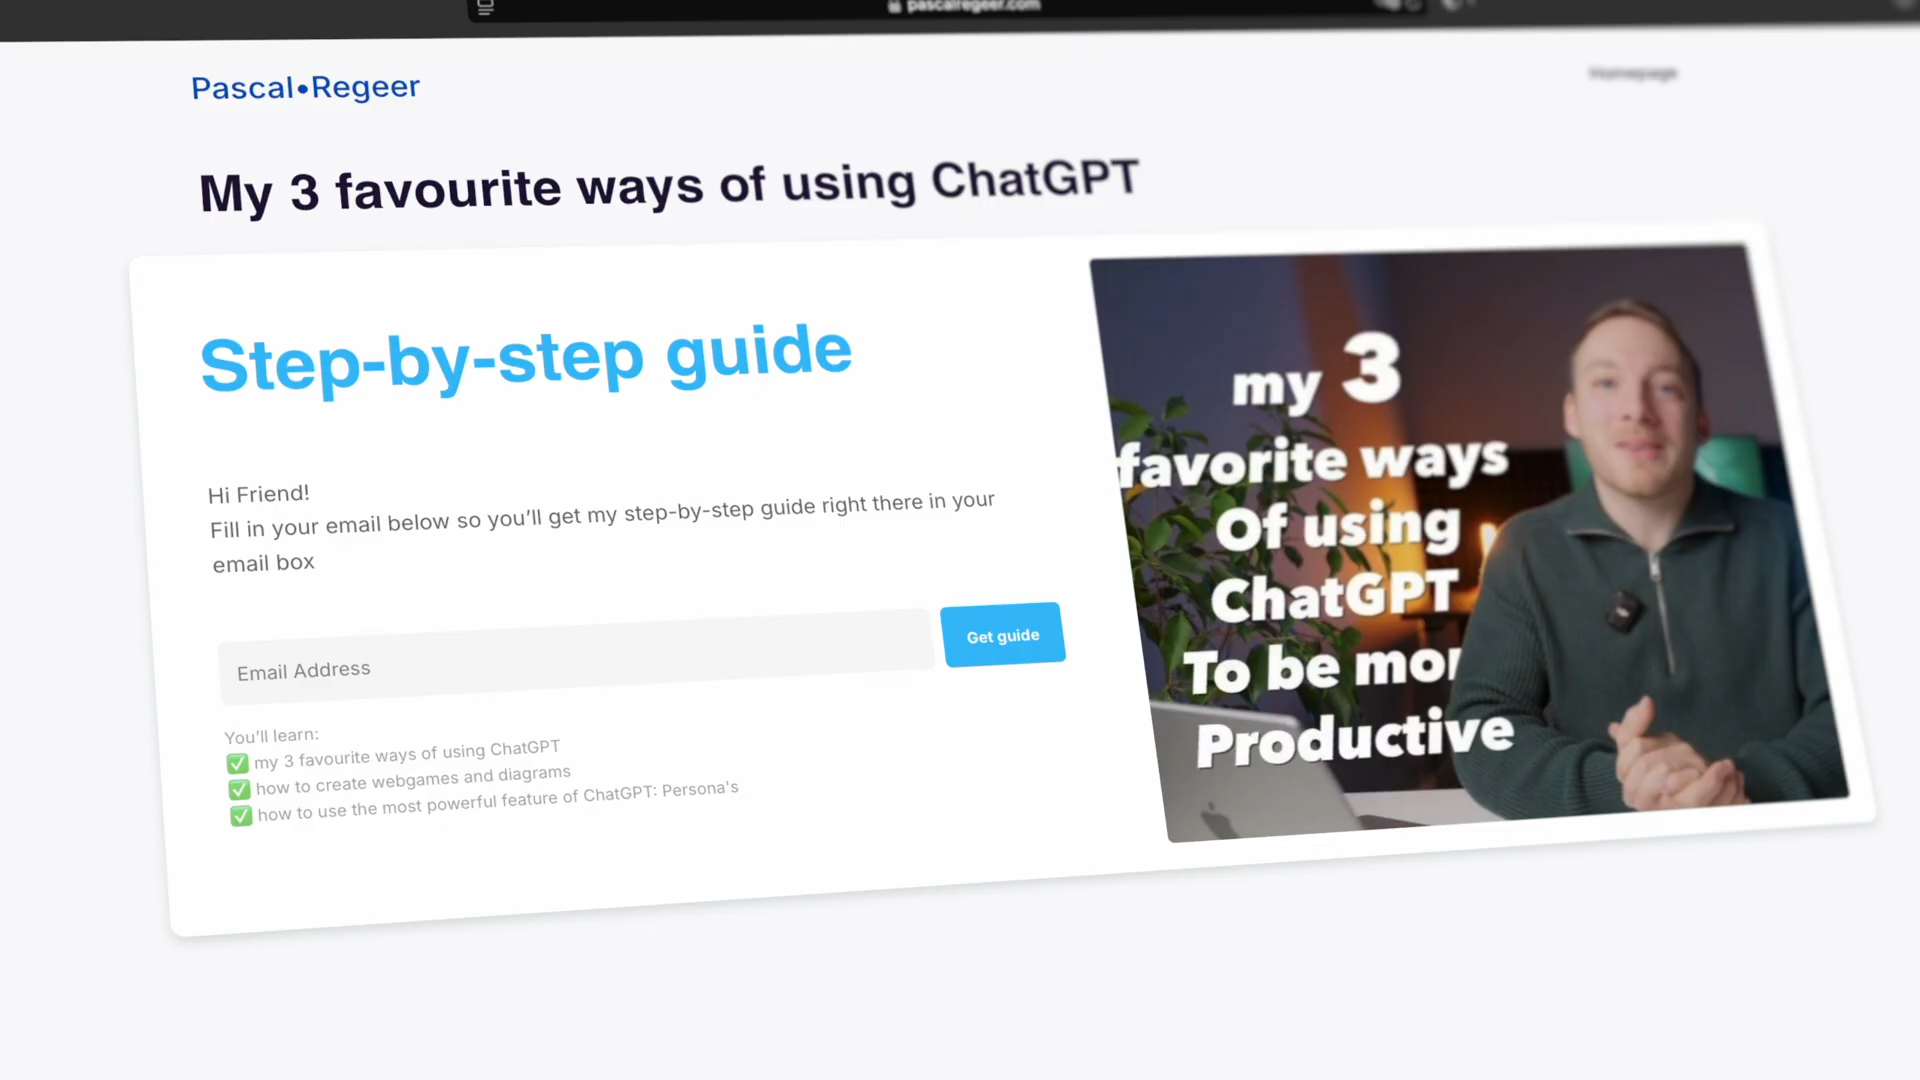 pascalregeer.com
Pascal•Regeer
Homepage
My 3 favourite ways of using ChatGPT
Step-by-step guide
Hi Friend!
Fill in your email below so you’ll get my step-by-step guide right there in your
email box
Email Address
Get guide
You’ll learn:
✅ my 3 favourite ways of using ChatGPT
✅ how to create webgames and diagrams
✅ how to use the most powerful feature of ChatGPT: Persona's
my 3
favorite ways
Of using
ChatGPT
To be mor
Productive